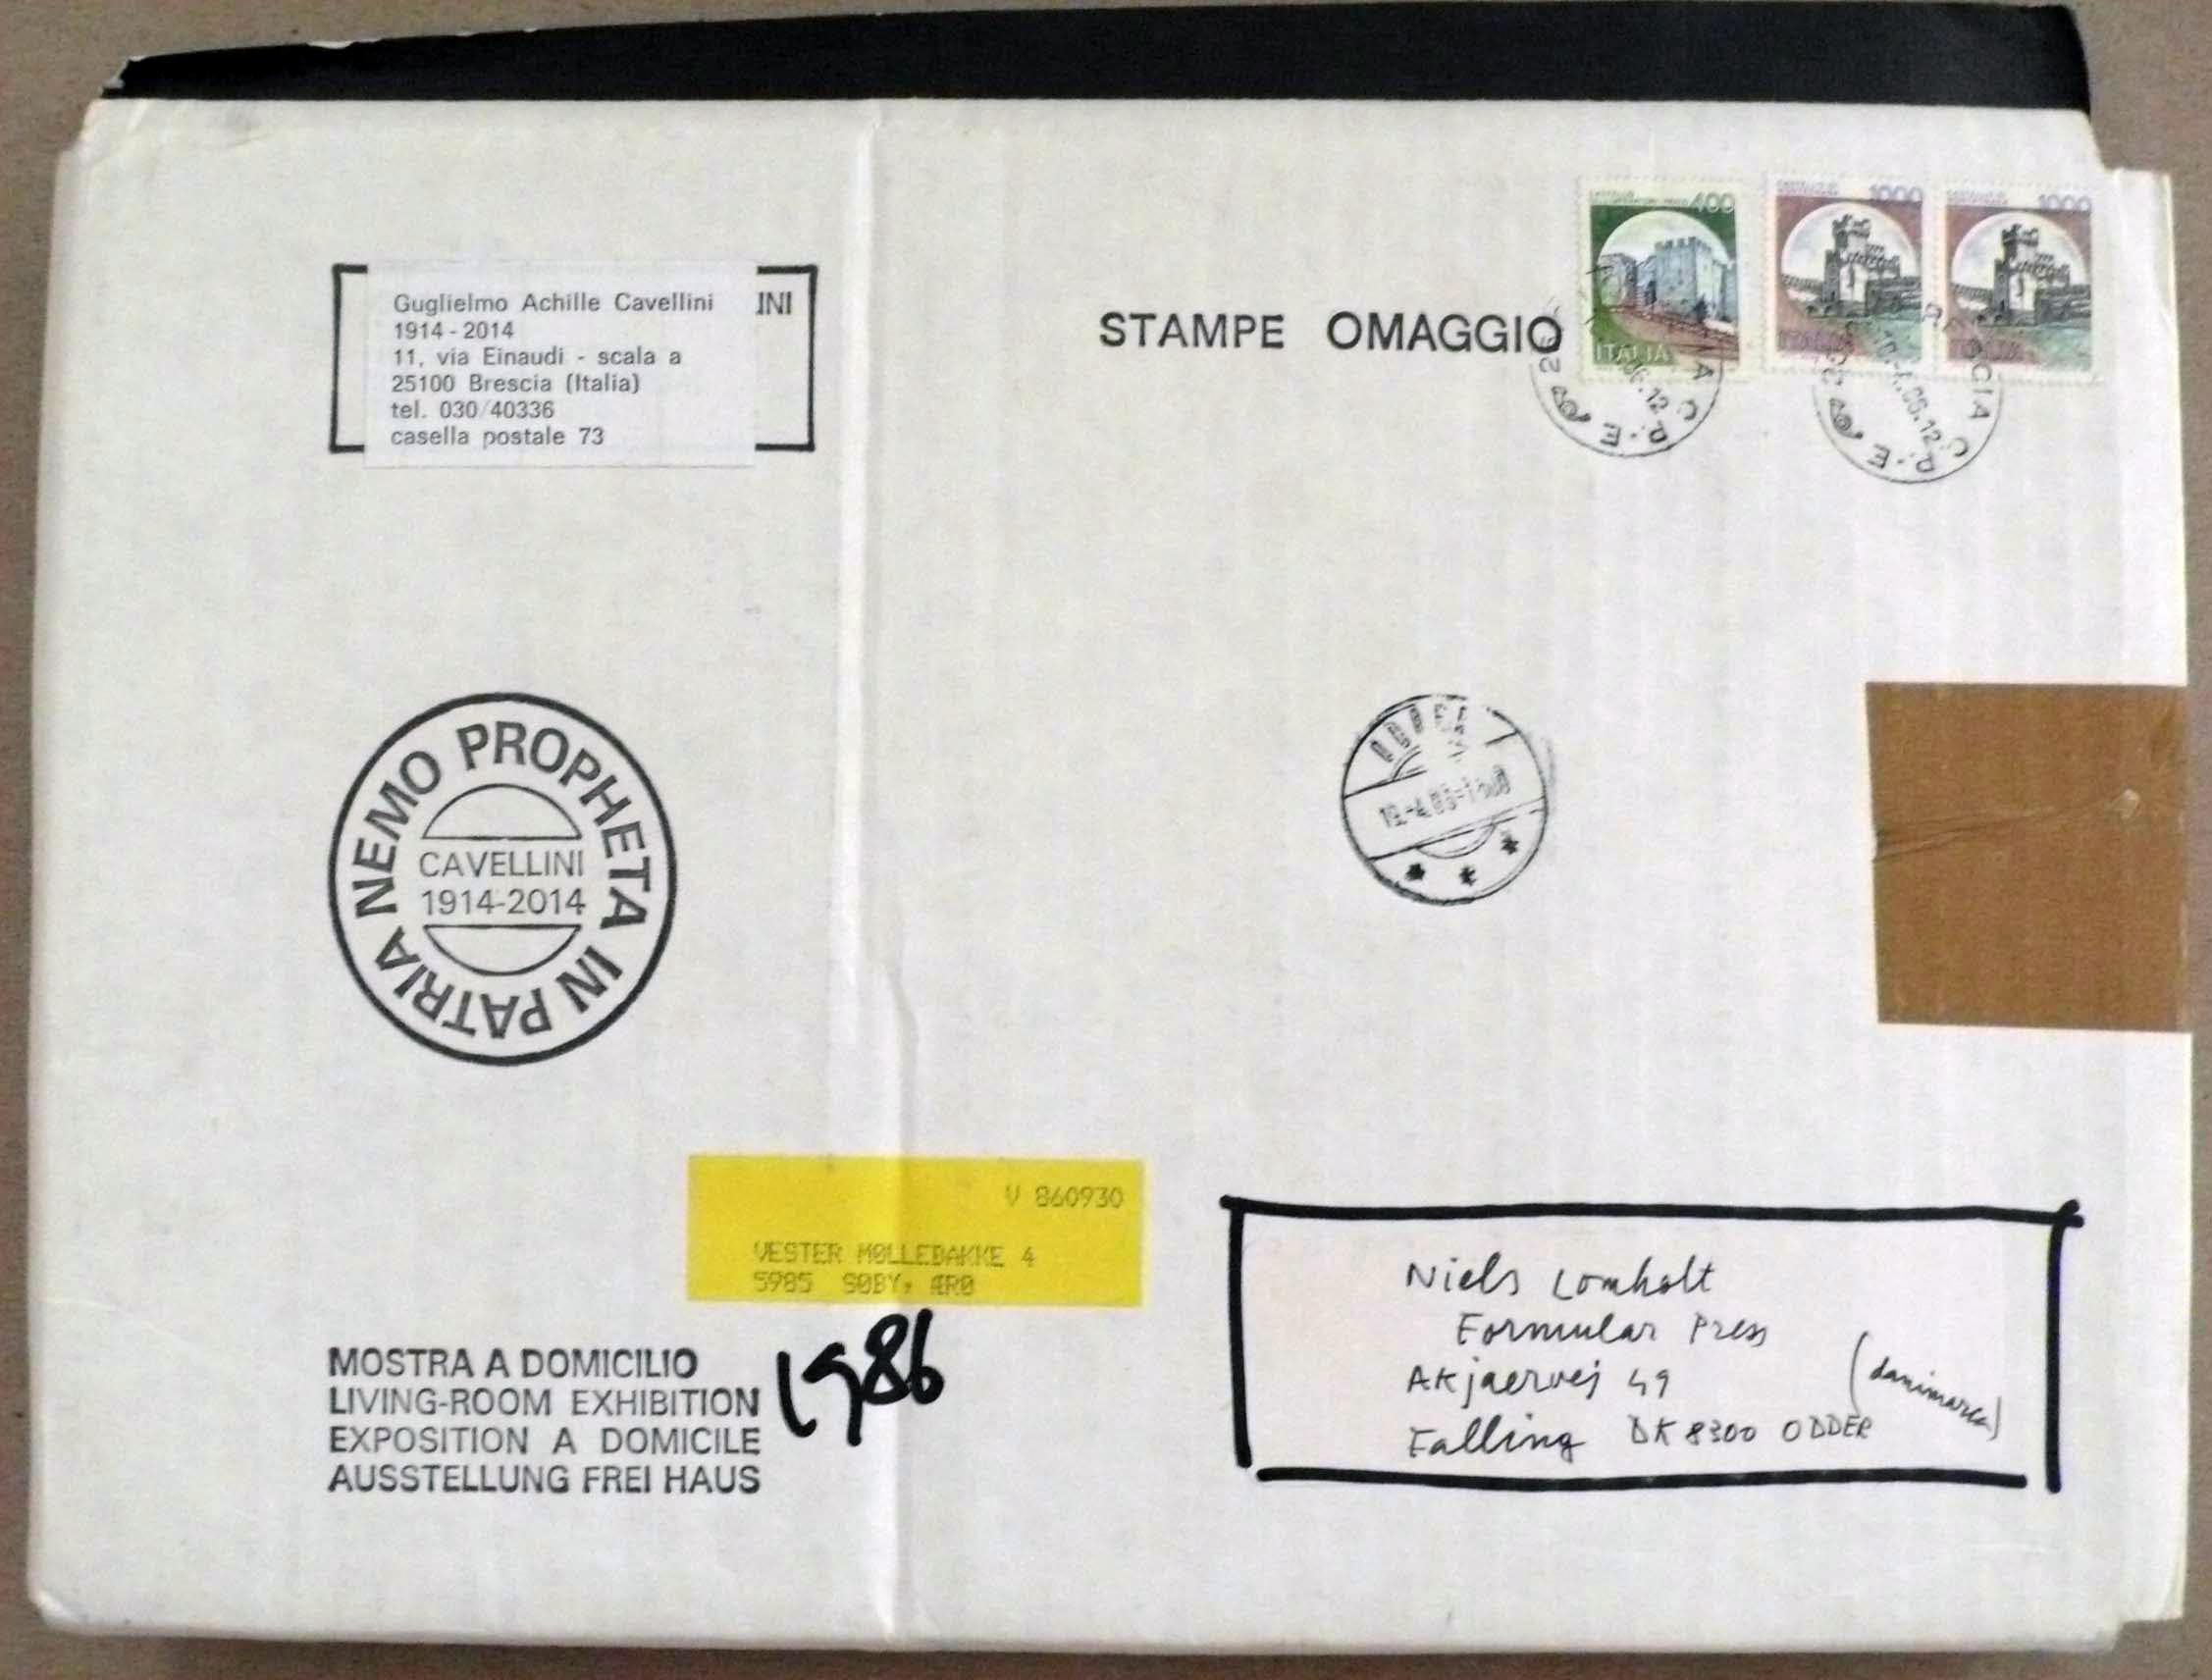 Guglielmo Achille Cavellini INI
1914 - 2014
11, via Einaudi - scala a
25100 Brescia (Italia)
tel. 030/40336
casella postale 73
STAMPE OMAGGIO
400
ITALIA
1000
1000
BRESCIA C.P.E.
NEMO PROPHETA IN PATRIA
CAVELLINI
1914-2014
V 860930
VESTER MØLLEBAKKE 4
5985 SØBY, ÆRØ
MOSTRA A DOMICILIO
LIVING-ROOM EXHIBITION
EXPOSITION A DOMICILE
AUSSTELLUNG FREI HAUS
1986
Niels Lomholt
Formular Press
Akjaervej 49
(danimarca)
Falling DK 8300 ODDER